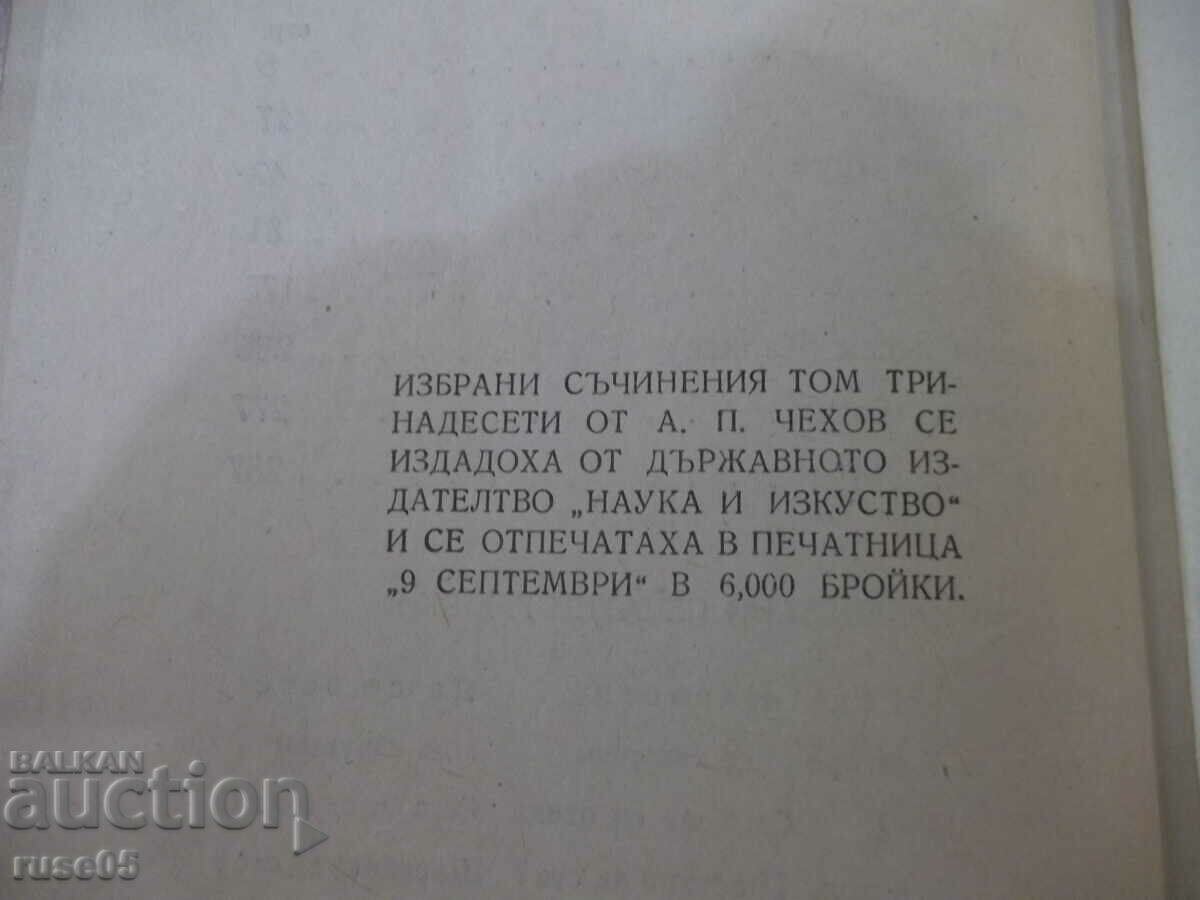 ИЗБРАНИ СЪЧИНЕНИЯ ТОМ ТРИ-
НАДЕСЕТИ ОТ А. П. ЧЕХОВ СЕ
ИЗДАДОХА ОТ ДЪРЖАВНОТО ИЗ-
ДАТЕЛТВО „НАУКА И ИЗКУСТВО“
И СЕ ОТПЕЧАТАХА В ПЕЧАТНИЦА
„9 СЕПТЕМВРИ“ В 6,000 БРОЙКИ.
BALKAN
auction
ruse05